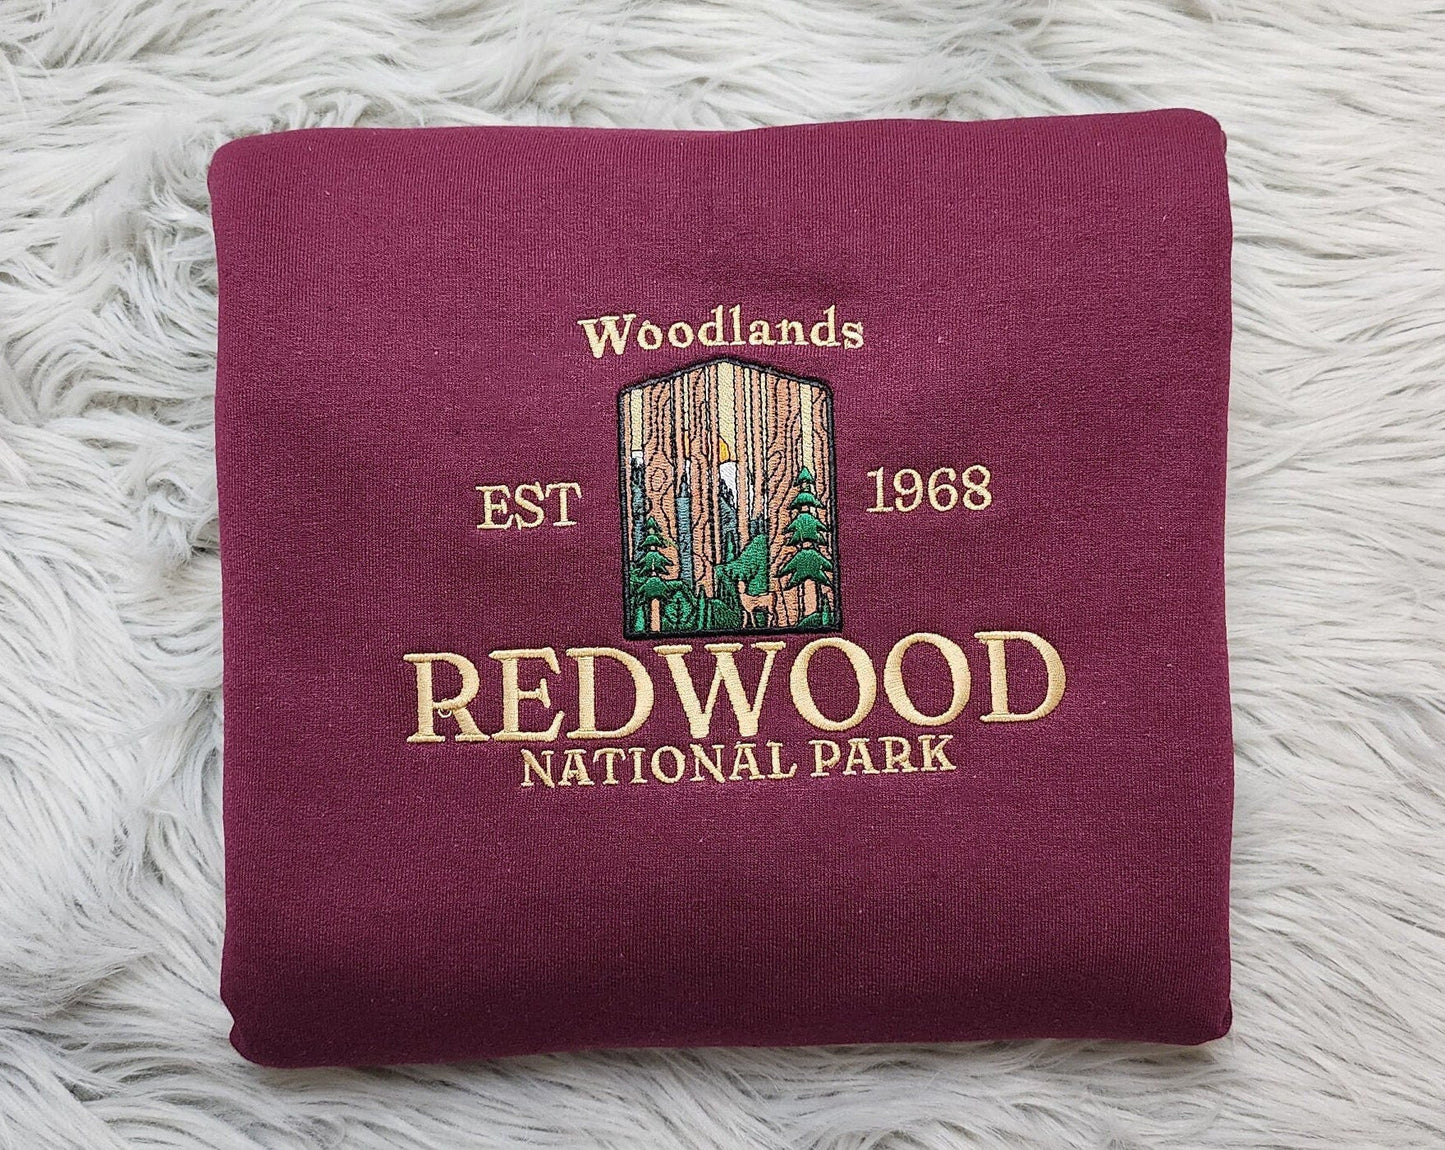 Woodlands
EST 1968
REDWOOD
NATIONAL PARK